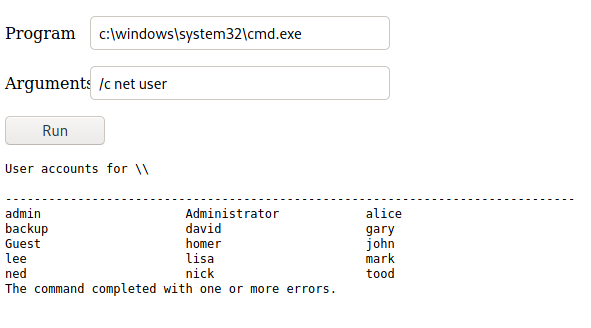 Program c:\windows\system32\cmd.exe
Arguments /c net user
Run
User accounts for \\
-------------------------------------------------------------------------------
admin                    Administrator            alice
backup                   david                    gary
Guest                    homer                    john
lee                      lisa                     mark
ned                      nick                     tood
The command completed with one or more errors.